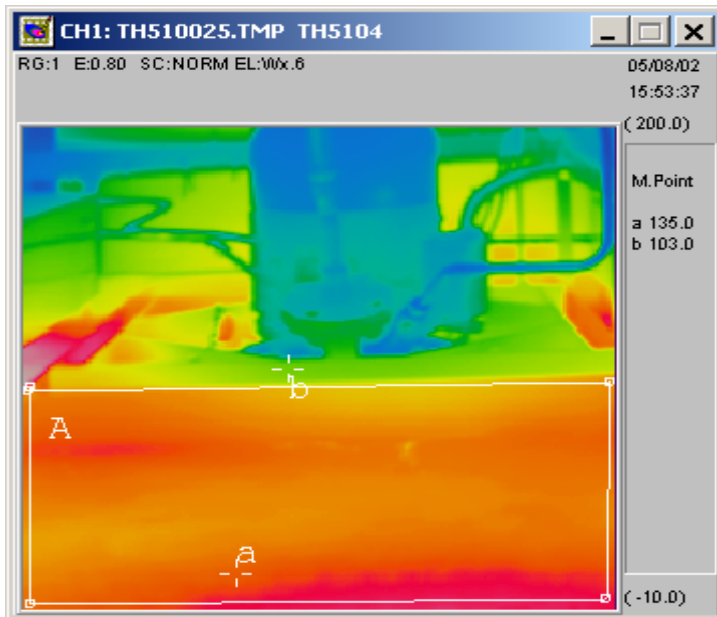 CH1: TH510025.TMP TH5104
RG:1 E:0.80 SC:NORM EL:Wx.6
05/08/02
15:53:37
( 200.0)
M.Point
a 135.0
b 103.0
b
A
a
( -10.0)